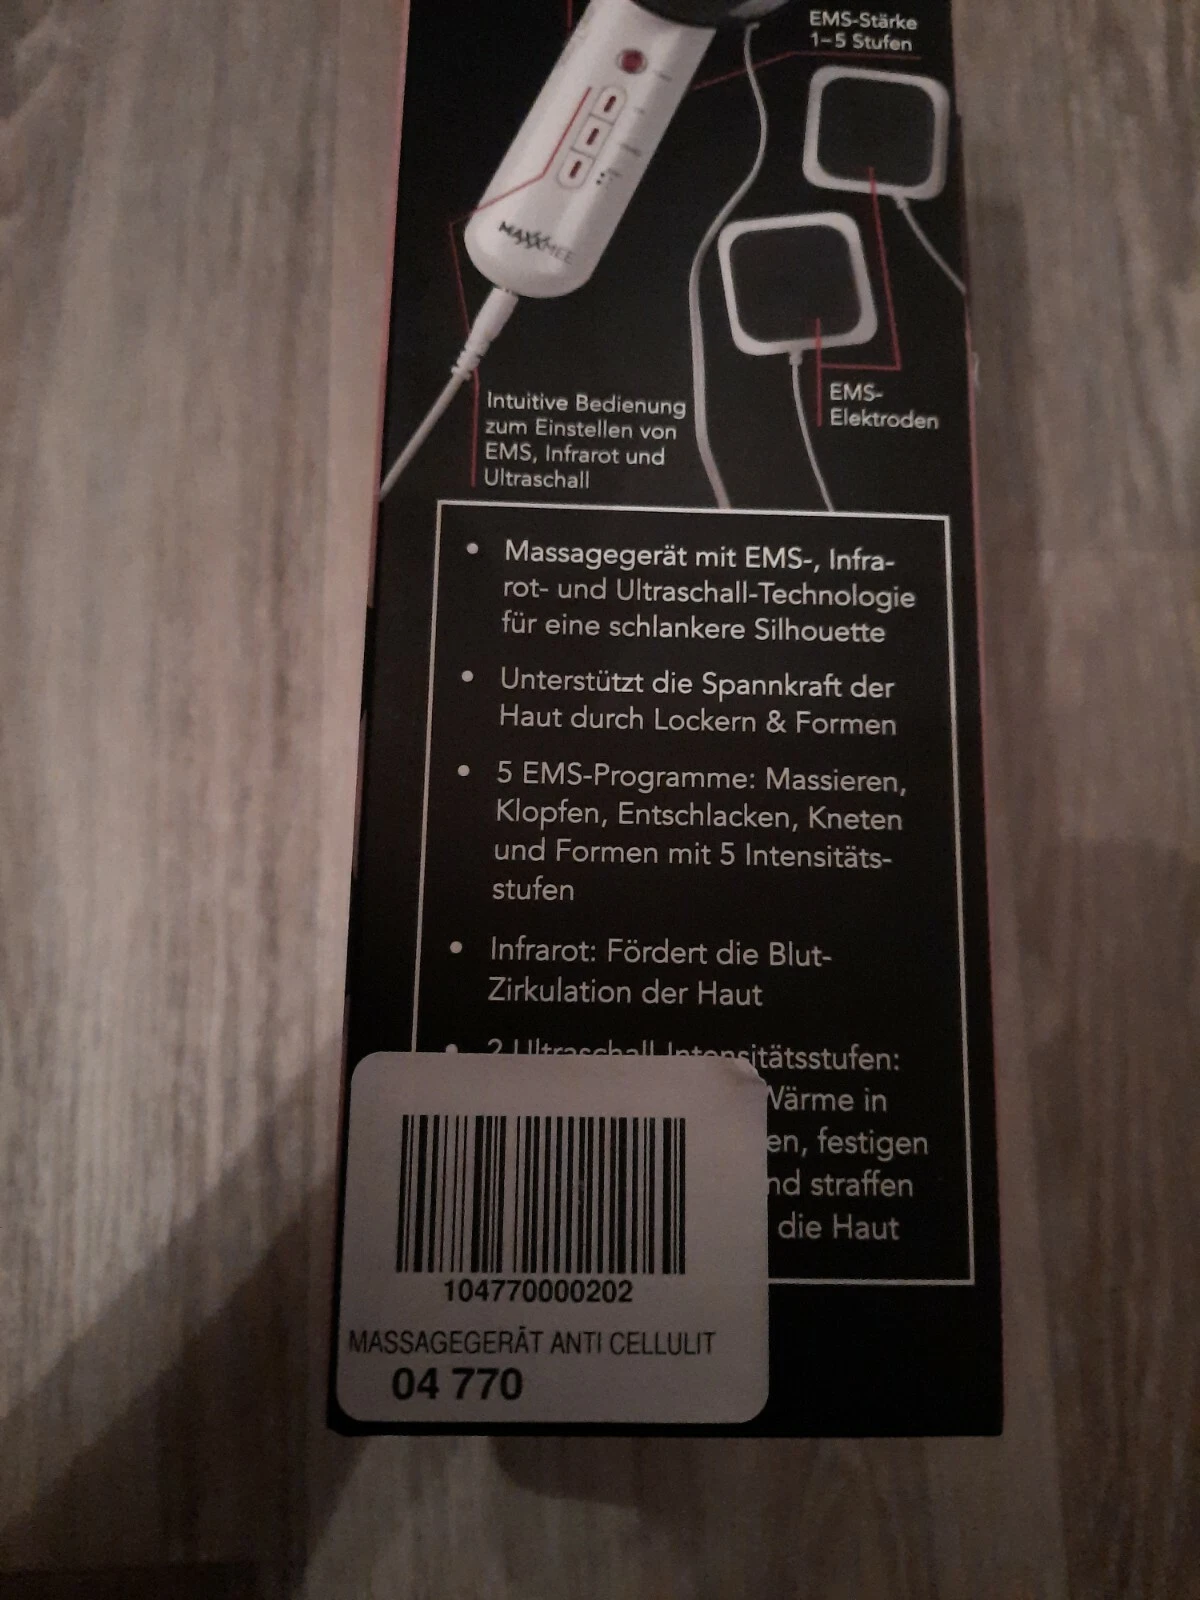 EMS-Stärke
1–5 Stufen
MAXXMEE
EMS-
Elektroden
Intuitive Bedienung
zum Einstellen von
EMS, Infrarot und
Ultraschall
• Massagegerät mit EMS-, Infra-
rot- und Ultraschall-Technologie
für eine schlankere Silhouette
• Unterstützt die Spannkraft der
Haut durch Lockern & Formen
• 5 EMS-Programme: Massieren,
Klopfen, Entschlacken, Kneten
und Formen mit 5 Intensitäts-
stufen
• Infrarot: Fördert die Blut-
Zirkulation der Haut
• 2 Ultraschall Intensitätsstufen:
Wärme in
en, festigen
nd straffen
die Haut
104770000202
MASSAGEGERÄT ANTI CELLULIT
04 770